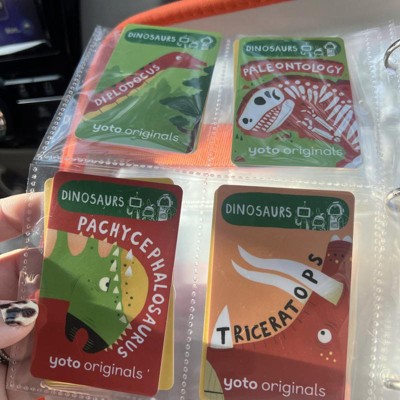 DINOSAURS
DIPLODOCUS
yoto originals
DINOSAURS
PALEONTOLOGY
yoto originals
DINOSAURS
PACHYCEPHALOSAURUS
yoto originals
DINOSAURS
TRICERATOPS
yoto originals